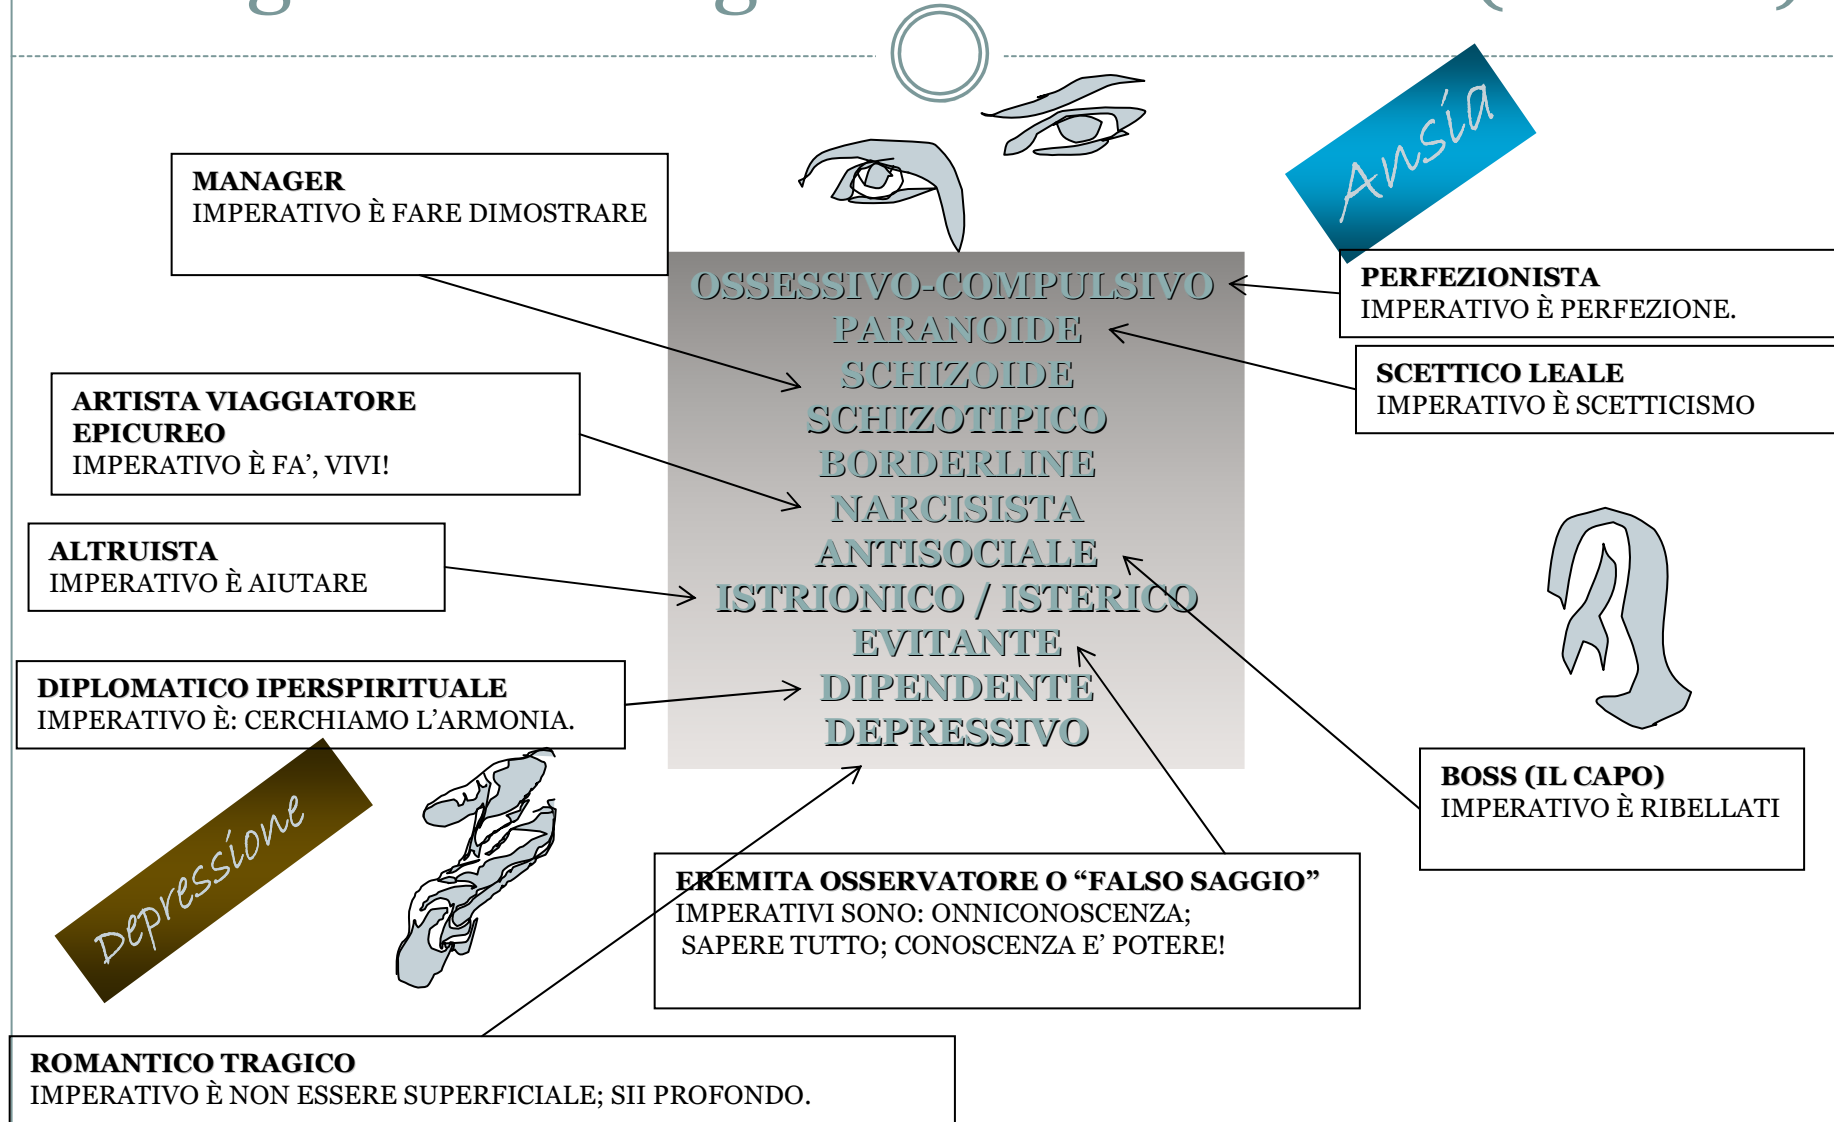 Ansia
MANAGER
IMPERATIVO È FARE DIMOSTRARE
OSSESSIVO-COMPULSIVO
PARANOIDE
SCHIZOIDE
SCHIZOTIPICO
BORDERLINE
NARCISISTA
ANTISOCIALE
ISTRIONICO / ISTERICO
EVITANTE
DIPENDENTE
DEPRESSIVO
PERFEZIONISTA
IMPERATIVO È PERFEZIONE.
SCETTICO LEALE
IMPERATIVO È SCETTICISMO
ARTISTA VIAGGIATORE
EPICUREO
IMPERATIVO È FA’, VIVI!
ALTRUISTA
IMPERATIVO È AIUTARE
DIPLOMATICO IPERSPIRITUALE
IMPERATIVO È: CERCHIAMO L’ARMONIA.
BOSS (IL CAPO)
IMPERATIVO È RIBELLATI
Depressione
EREMITA OSSERVATORE O “FALSO SAGGIO”
IMPERATIVI SONO: ONNICONOSCENZA;
SAPERE TUTTO; CONOSCENZA E’ POTERE!
ROMANTICO TRAGICO
IMPERATIVO È NON ESSERE SUPERFICIALE; SII PROFONDO.